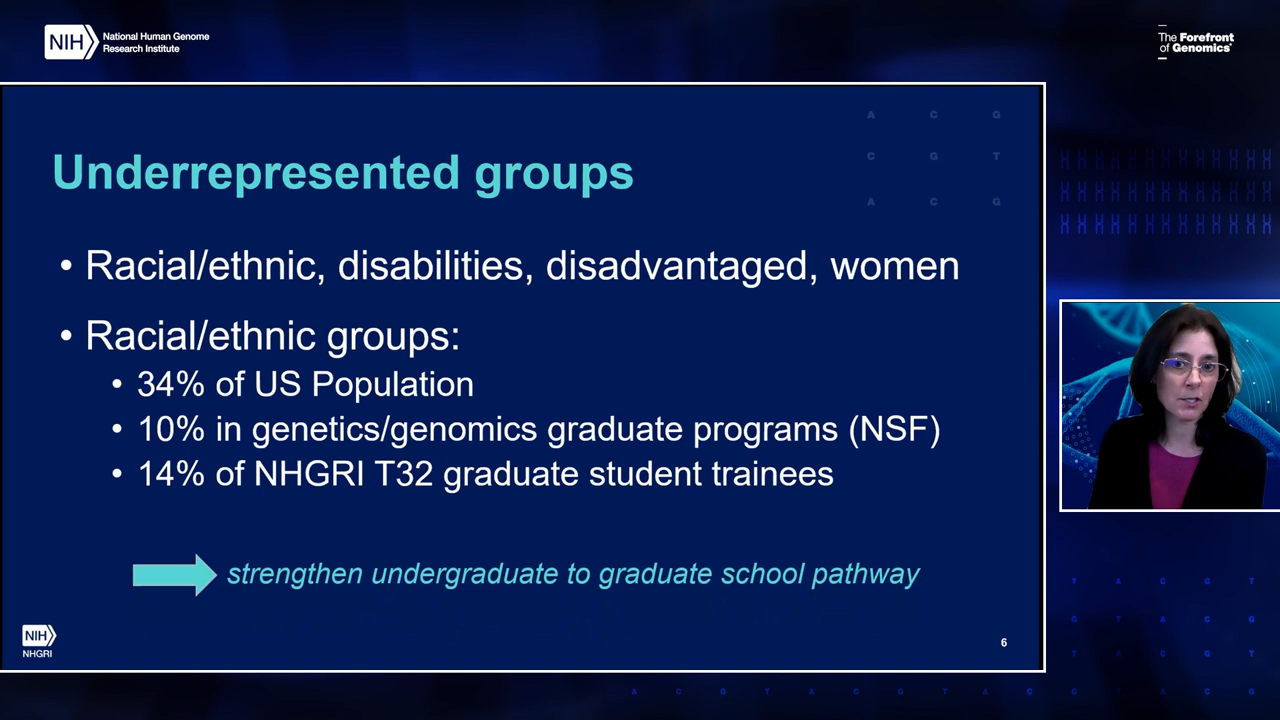 NIH
National Human Genome
Research Institute
The Forefront
of Genomics®
A C G
C G T
A C G
Underrepresented groups
• Racial/ethnic, disabilities, disadvantaged, women
• Racial/ethnic groups:
• 34% of US Population
• 10% in genetics/genomics graduate programs (NSF)
• 14% of NHGRI T32 graduate student trainees
strengthen undergraduate to graduate school pathway
NIH
NHGRI
6
T A C G T
G T A C G
T A C G T
A C G T A C G T A C G T A C G